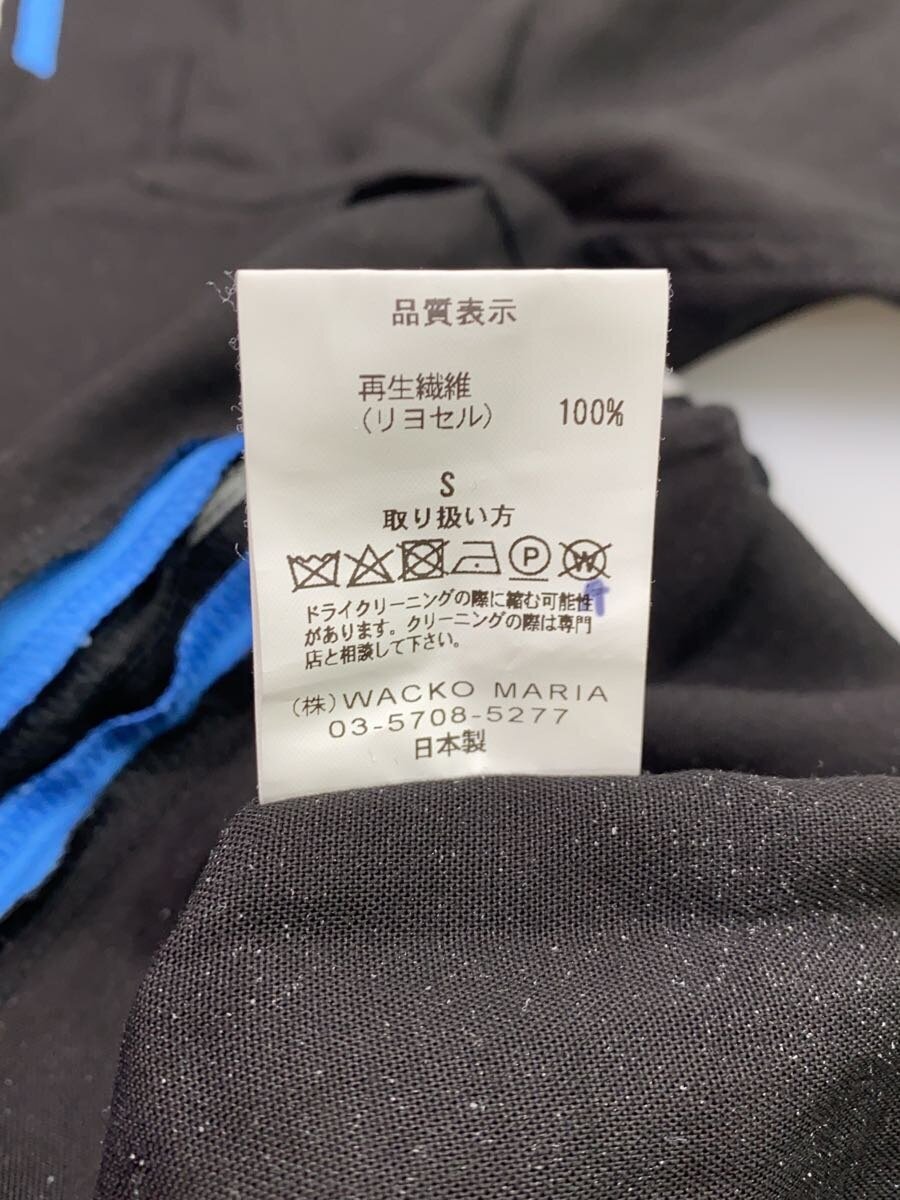 品質表示
再生繊維
(リヨセル) 100%
S
取り扱い方
P W
ドライクリーニングの際に縮む可能性
があります。クリーニングの際は専門
店と相談して下さい。
(株)WACKO MARIA
03-5708-5277
日本製